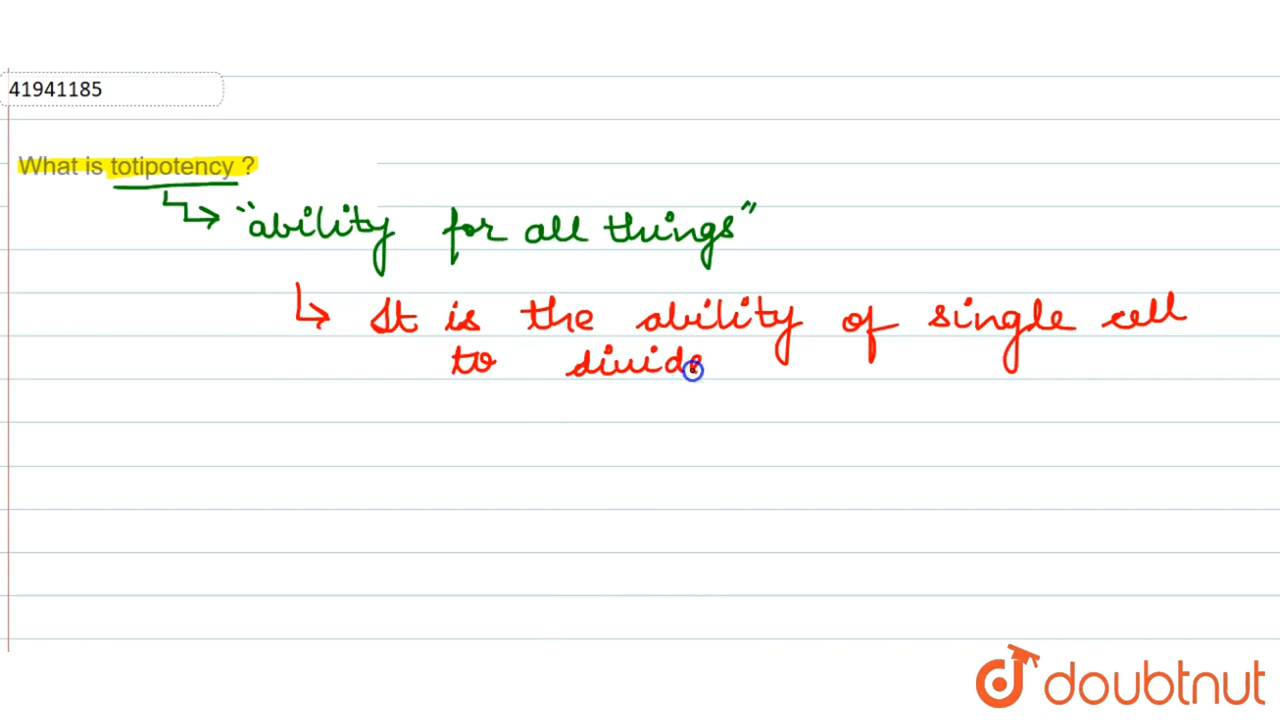 41941185
What is totipotency ?
"ability for all things"
It is the ability of single cell
to divide
doubtnut